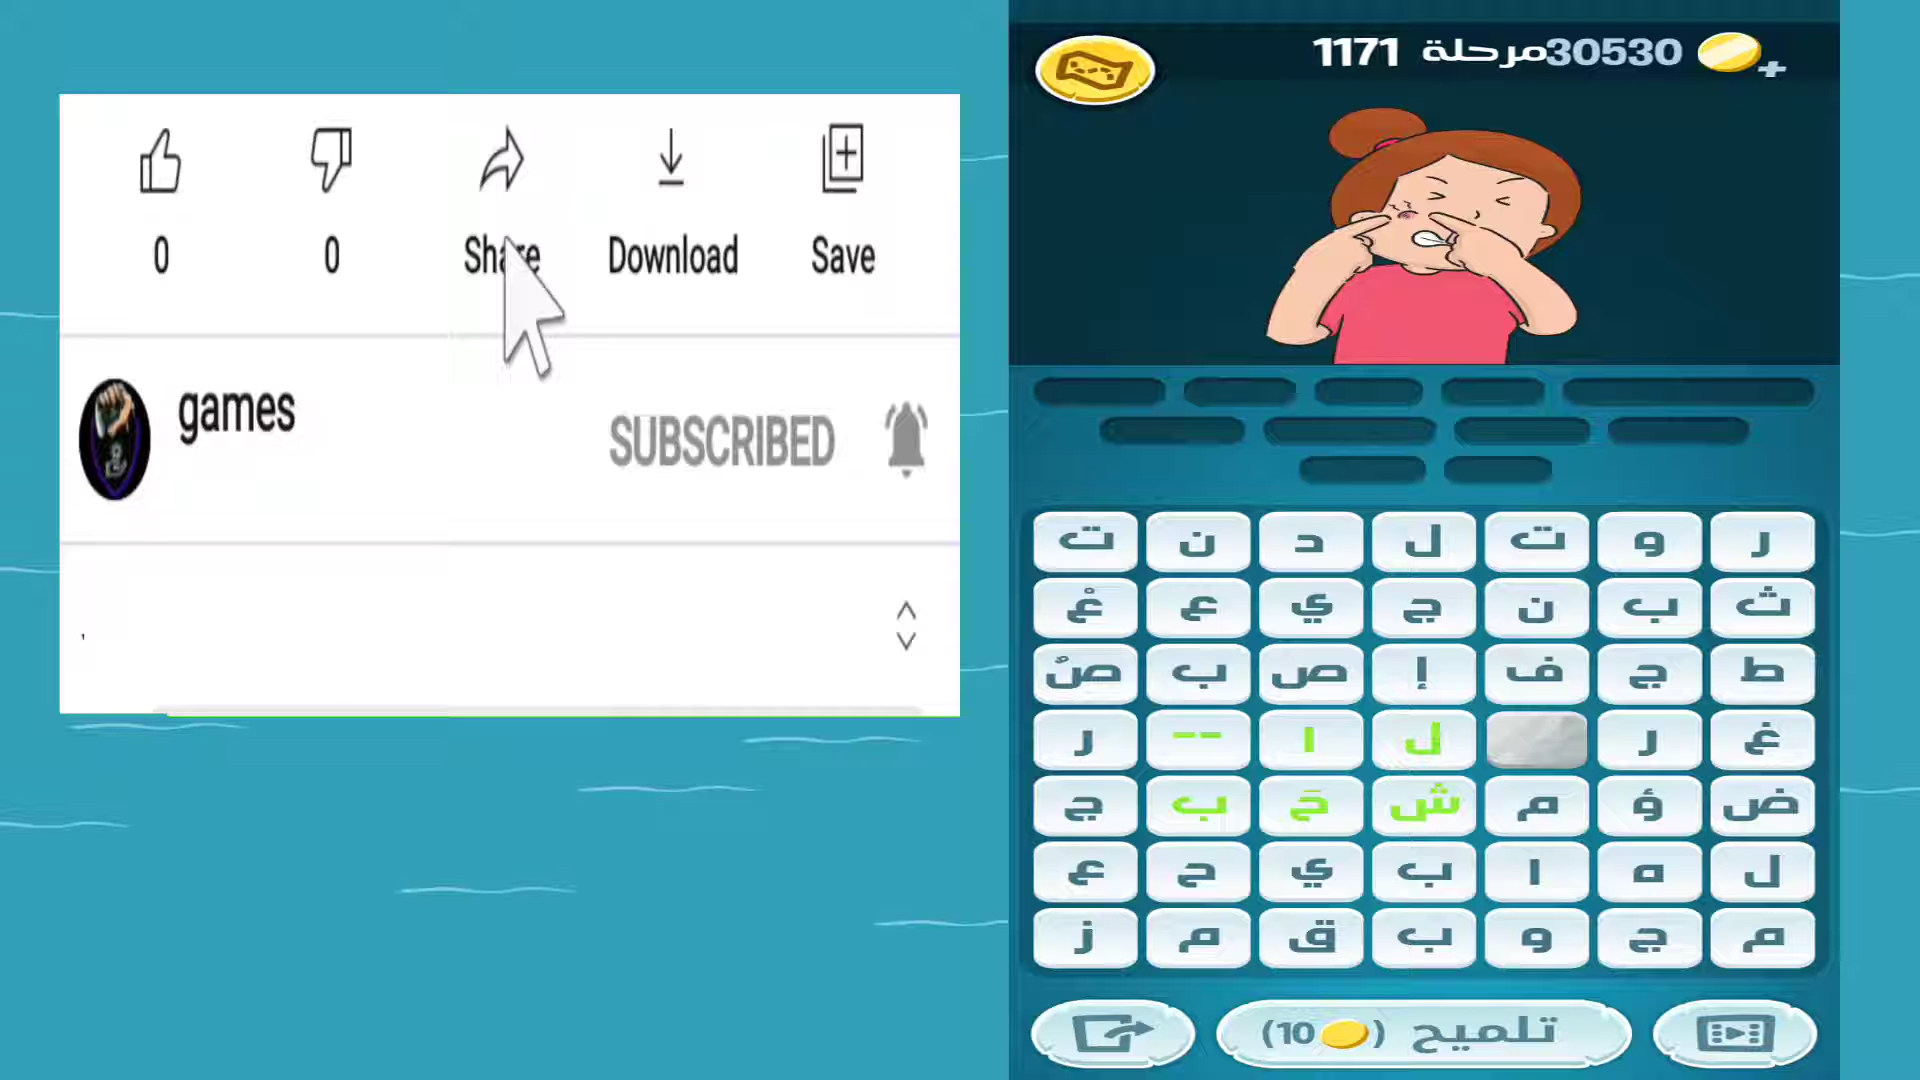 0 0 Share Download Save
games
SUBSCRIBED
مرحلة 1171
30530
ر و ت ل د ن ت
ث ب ن ج ي ع غْ
ط ج ف إ ص ب صٌ
غ ر ل ا -- ر
ض ؤ م ش حَ ب ج
ل ه ا ب ي ح ع
م ج و ب ق م ز
تلميح (10)